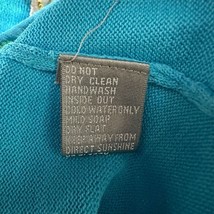 DO NOT
DRY CLEAN
HANDWASH
INSIDE OUT
COLD WATER ONLY
MILD SOAP
DRY FLAT
KEEP AWAY FROM
DIRECT SUNSHINE